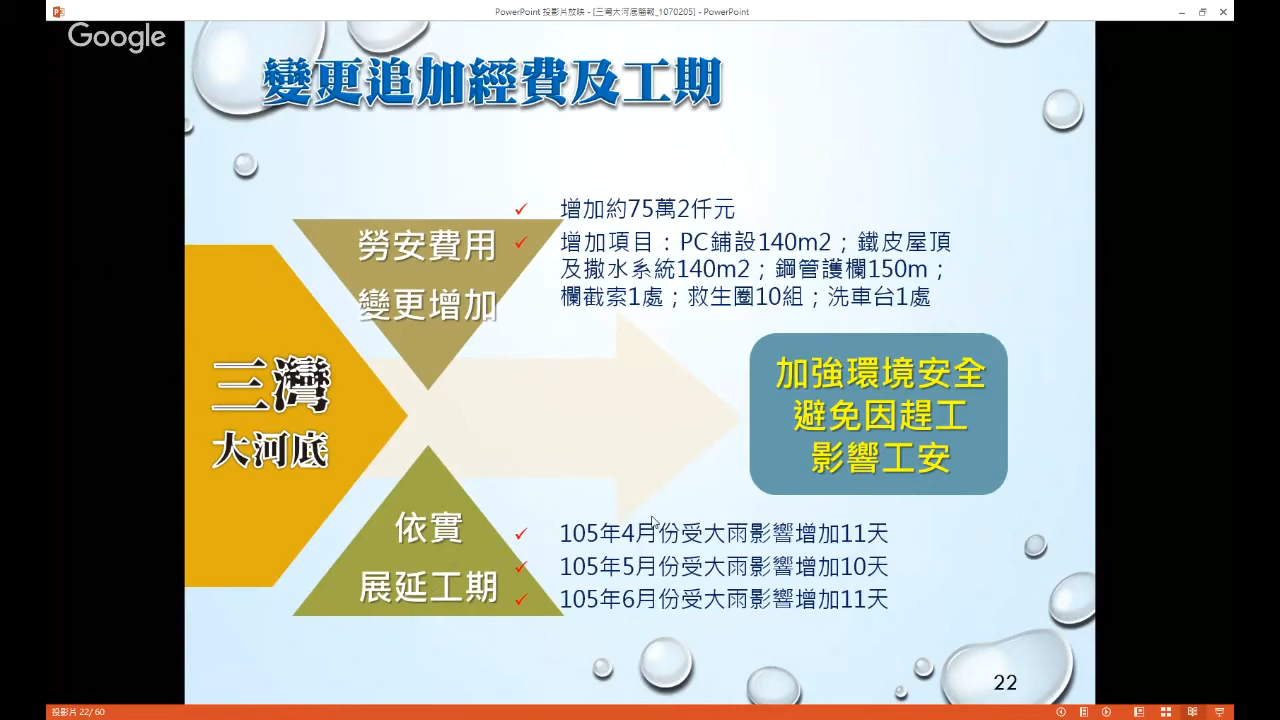 PowerPoint 投影片放映 - [三灣大河底簡報_1070205] - PowerPoint
Google
變更追加經費及工期
增加約75萬2仟元
勞安費用
變更增加
增加項目：PC鋪設140m2；鐵皮屋頂
及撒水系統140m2；鋼管護欄150m；
欄截索1處；救生圈10組；洗車台1處
三灣
大河底
加強環境安全
避免因趕工
影響工安
依實
展延工期
105年4月份受大雨影響增加11天
105年5月份受大雨影響增加10天
105年6月份受大雨影響增加11天
22
投影片 22/ 60